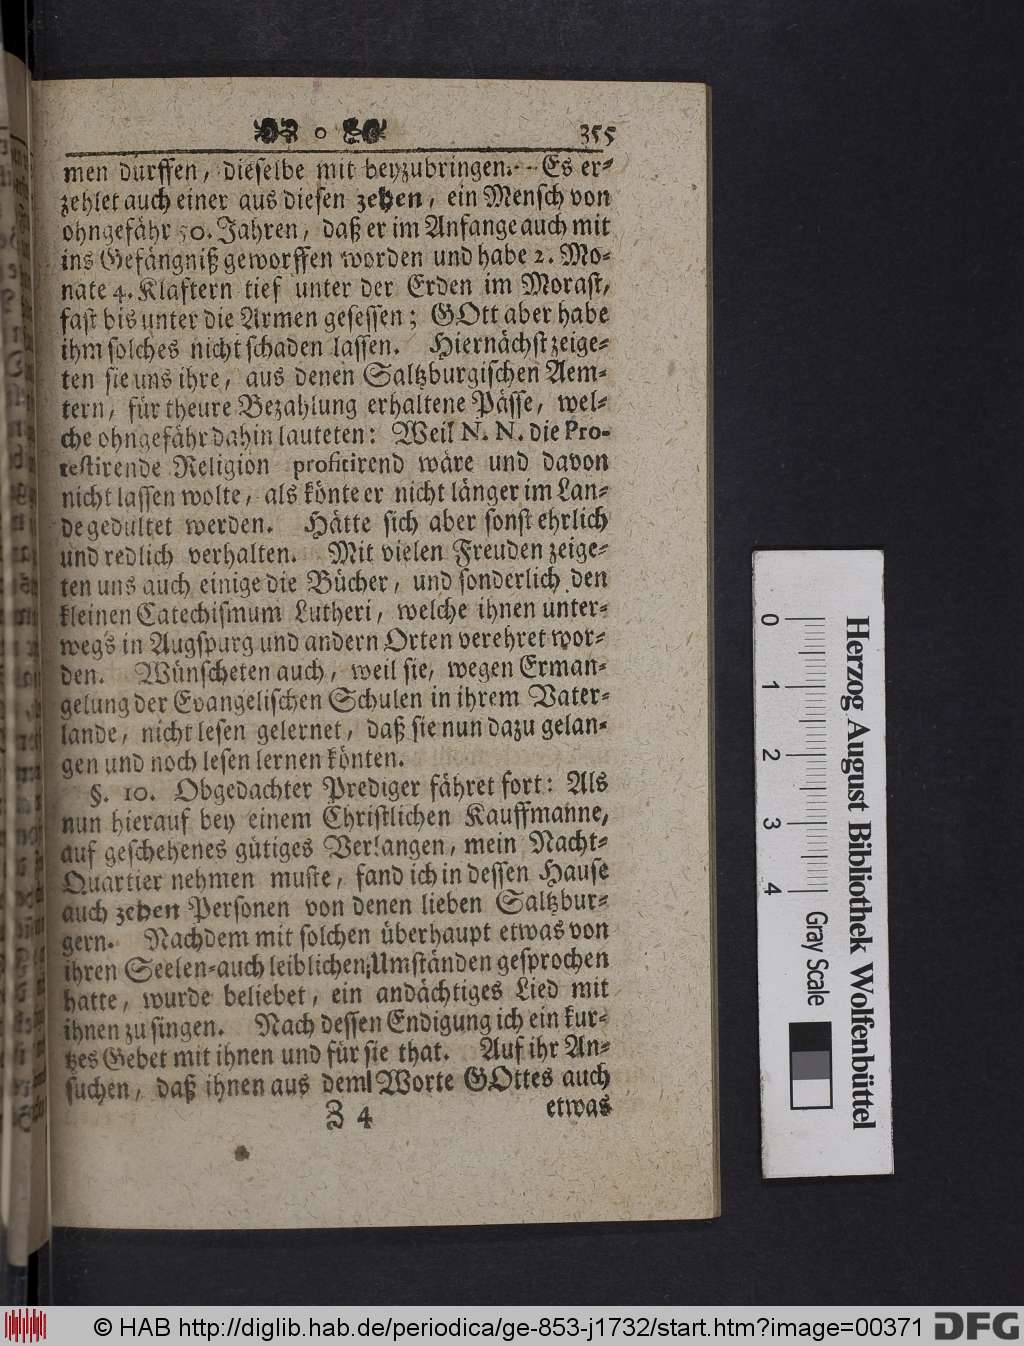 355
men dürffen, dieselbe mit beyzubringen. Es er-
zehlet auch einer aus diesen zehen, ein Mensch von
ohngefähr 50. Jahren, daß er im Anfange auch mit
ins Gefängniß geworffen worden und habe 2. Mo-
nate 4. Klaftern tief unter der Erden im Morast,
fast bis unter die Armen gesessen; GOtt aber habe
ihm solches nicht schaden lassen. Hiernächst zeige-
ten sie uns ihre, aus denen Saltzburgischen Aem-
tern, für theure Bezahlung erhaltene Pässe, wel-
che ohngefähr dahin lauteten: Weil N. N. die Pro-
testirende Religion profitirend wäre und davon
nicht lassen wolte, als könte er nicht länger im Lan-
de gedultet werden. Hätte sich aber sonst ehrlich
und redlich verhalten. Mit vielen Freuden zeige-
ten uns auch einige die Bücher, und sonderlich den
kleinen Catechismum Lutheri, welche ihnen unter-
wegs in Augspurg und andern Orten verehret wor-
den. Wünscheten auch, weil sie, wegen Erman-
gelung der Evangelischen Schulen in ihrem Vater-
lande, nicht lesen gelernet, daß sie nun dazu gelan-
gen und noch lesen lernen könten.
§. 10. Obgedachter Prediger fähret fort: Als
nun hierauf bey einem Christlichen Kauffmanne,
auf geschehenes gütiges Verlangen, mein Nacht-
Quartier nehmen muste, fand ich in dessen Hause
auch zehen Personen von denen lieben Saltzbur-
gern. Nachdem mit solchen überhaupt etwas von
ihren Seelen-auch leiblichen Umständen gesprochen
hatte, wurde beliebet, ein andächtiges Lied mit
ihnen zu singen. Nach dessen Endigung ich ein kur-
tzes Gebet mit ihnen und für sie that. Auf ihr An-
suchen, daß ihnen aus dem Worte GOttes auch
Z 4 etwas
0 1 2 3 4 Gray Scale
Herzog August Bibliothek Wolfenbüttel
© HAB http://diglib.hab.de/periodica/ge-853-j1732/start.htm?image=00371 DFG